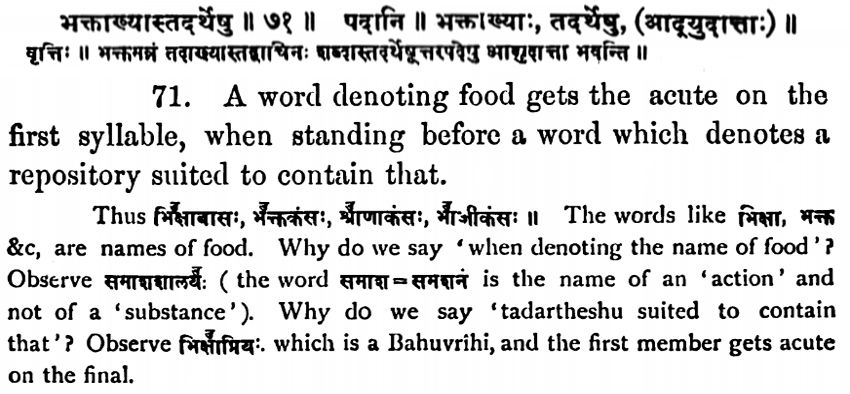 भक्ताख्यास्तदर्थेषु ॥ ७१ ॥ पदानि ॥ भक्ताख्याः, तदर्थेषु, (आद्युदात्ताः) ॥
वृत्तिः ॥ भक्तमन्नं तदाख्यास्तद्वाचिनः शब्दास्तदर्थेषूत्तरपदेषु आद्युदात्ता भवन्ति ॥
71. A word denoting food gets the acute on the
first syllable, when standing before a word which denotes a
repository suited to contain that.
Thus भि॑क्षाकंसः, भ॑क्तकंसः, श्रा॑णाकंसः, भा॑जीकंसः ॥ The words like भिक्षा, भक्त
&c, are names of food. Why do we say 'when denoting the name of food'?
Observe समाशशालयः॑ ( the word समाश = समशनं is the name of an 'action' and
not of a 'substance'). Why do we say 'tadartheshu suited to contain
that'? Observe भिक्षा॑प्रियः. which is a Bahuvrihi, and the first member gets acute
on the final.